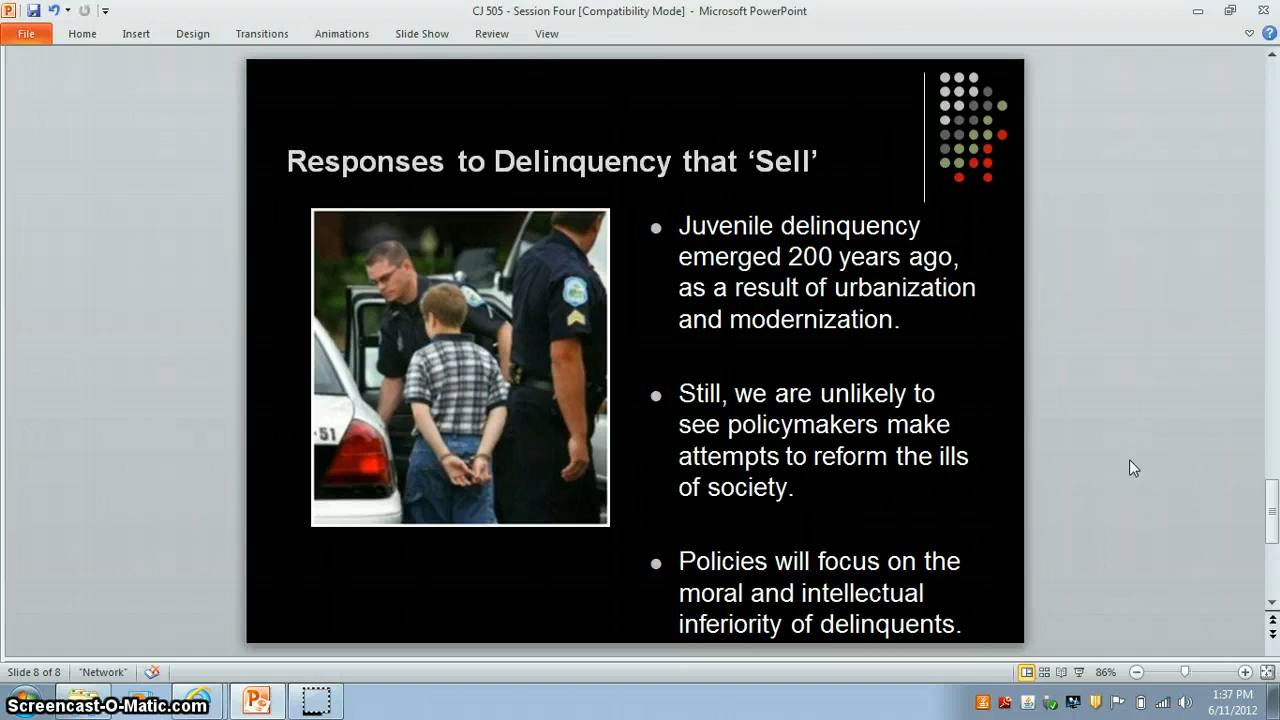 CJ 505 - Session Four [Compatibility Mode] - Microsoft PowerPoint
File Home Insert Design Transitions Animations Slide Show Review View
Responses to Delinquency that ‘Sell’
51
• Juvenile delinquency
emerged 200 years ago,
as a result of urbanization
and modernization.
• Still, we are unlikely to
see policymakers make
attempts to reform the ills
of society.
• Policies will focus on the
moral and intellectual
inferiority of delinquents.
Slide 8 of 8 "Network" 86%
Screencast-O-Matic.com
1:37 PM
6/11/2012